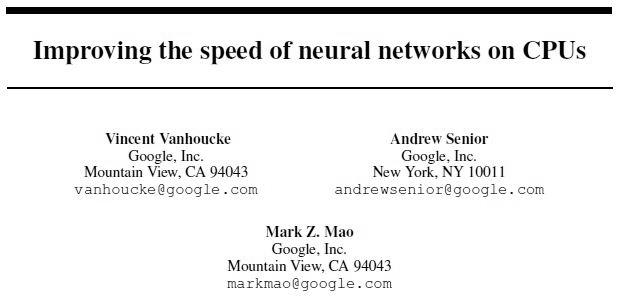 Improving the speed of neural networks on CPUs
Vincent Vanhoucke
Google, Inc.
Mountain View, CA 94043
vanhoucke@google.com
Andrew Senior
Google, Inc.
New York, NY 10011
andrewsenior@google.com
Mark Z. Mao
Google, Inc.
Mountain View, CA 94043
markmao@google.com